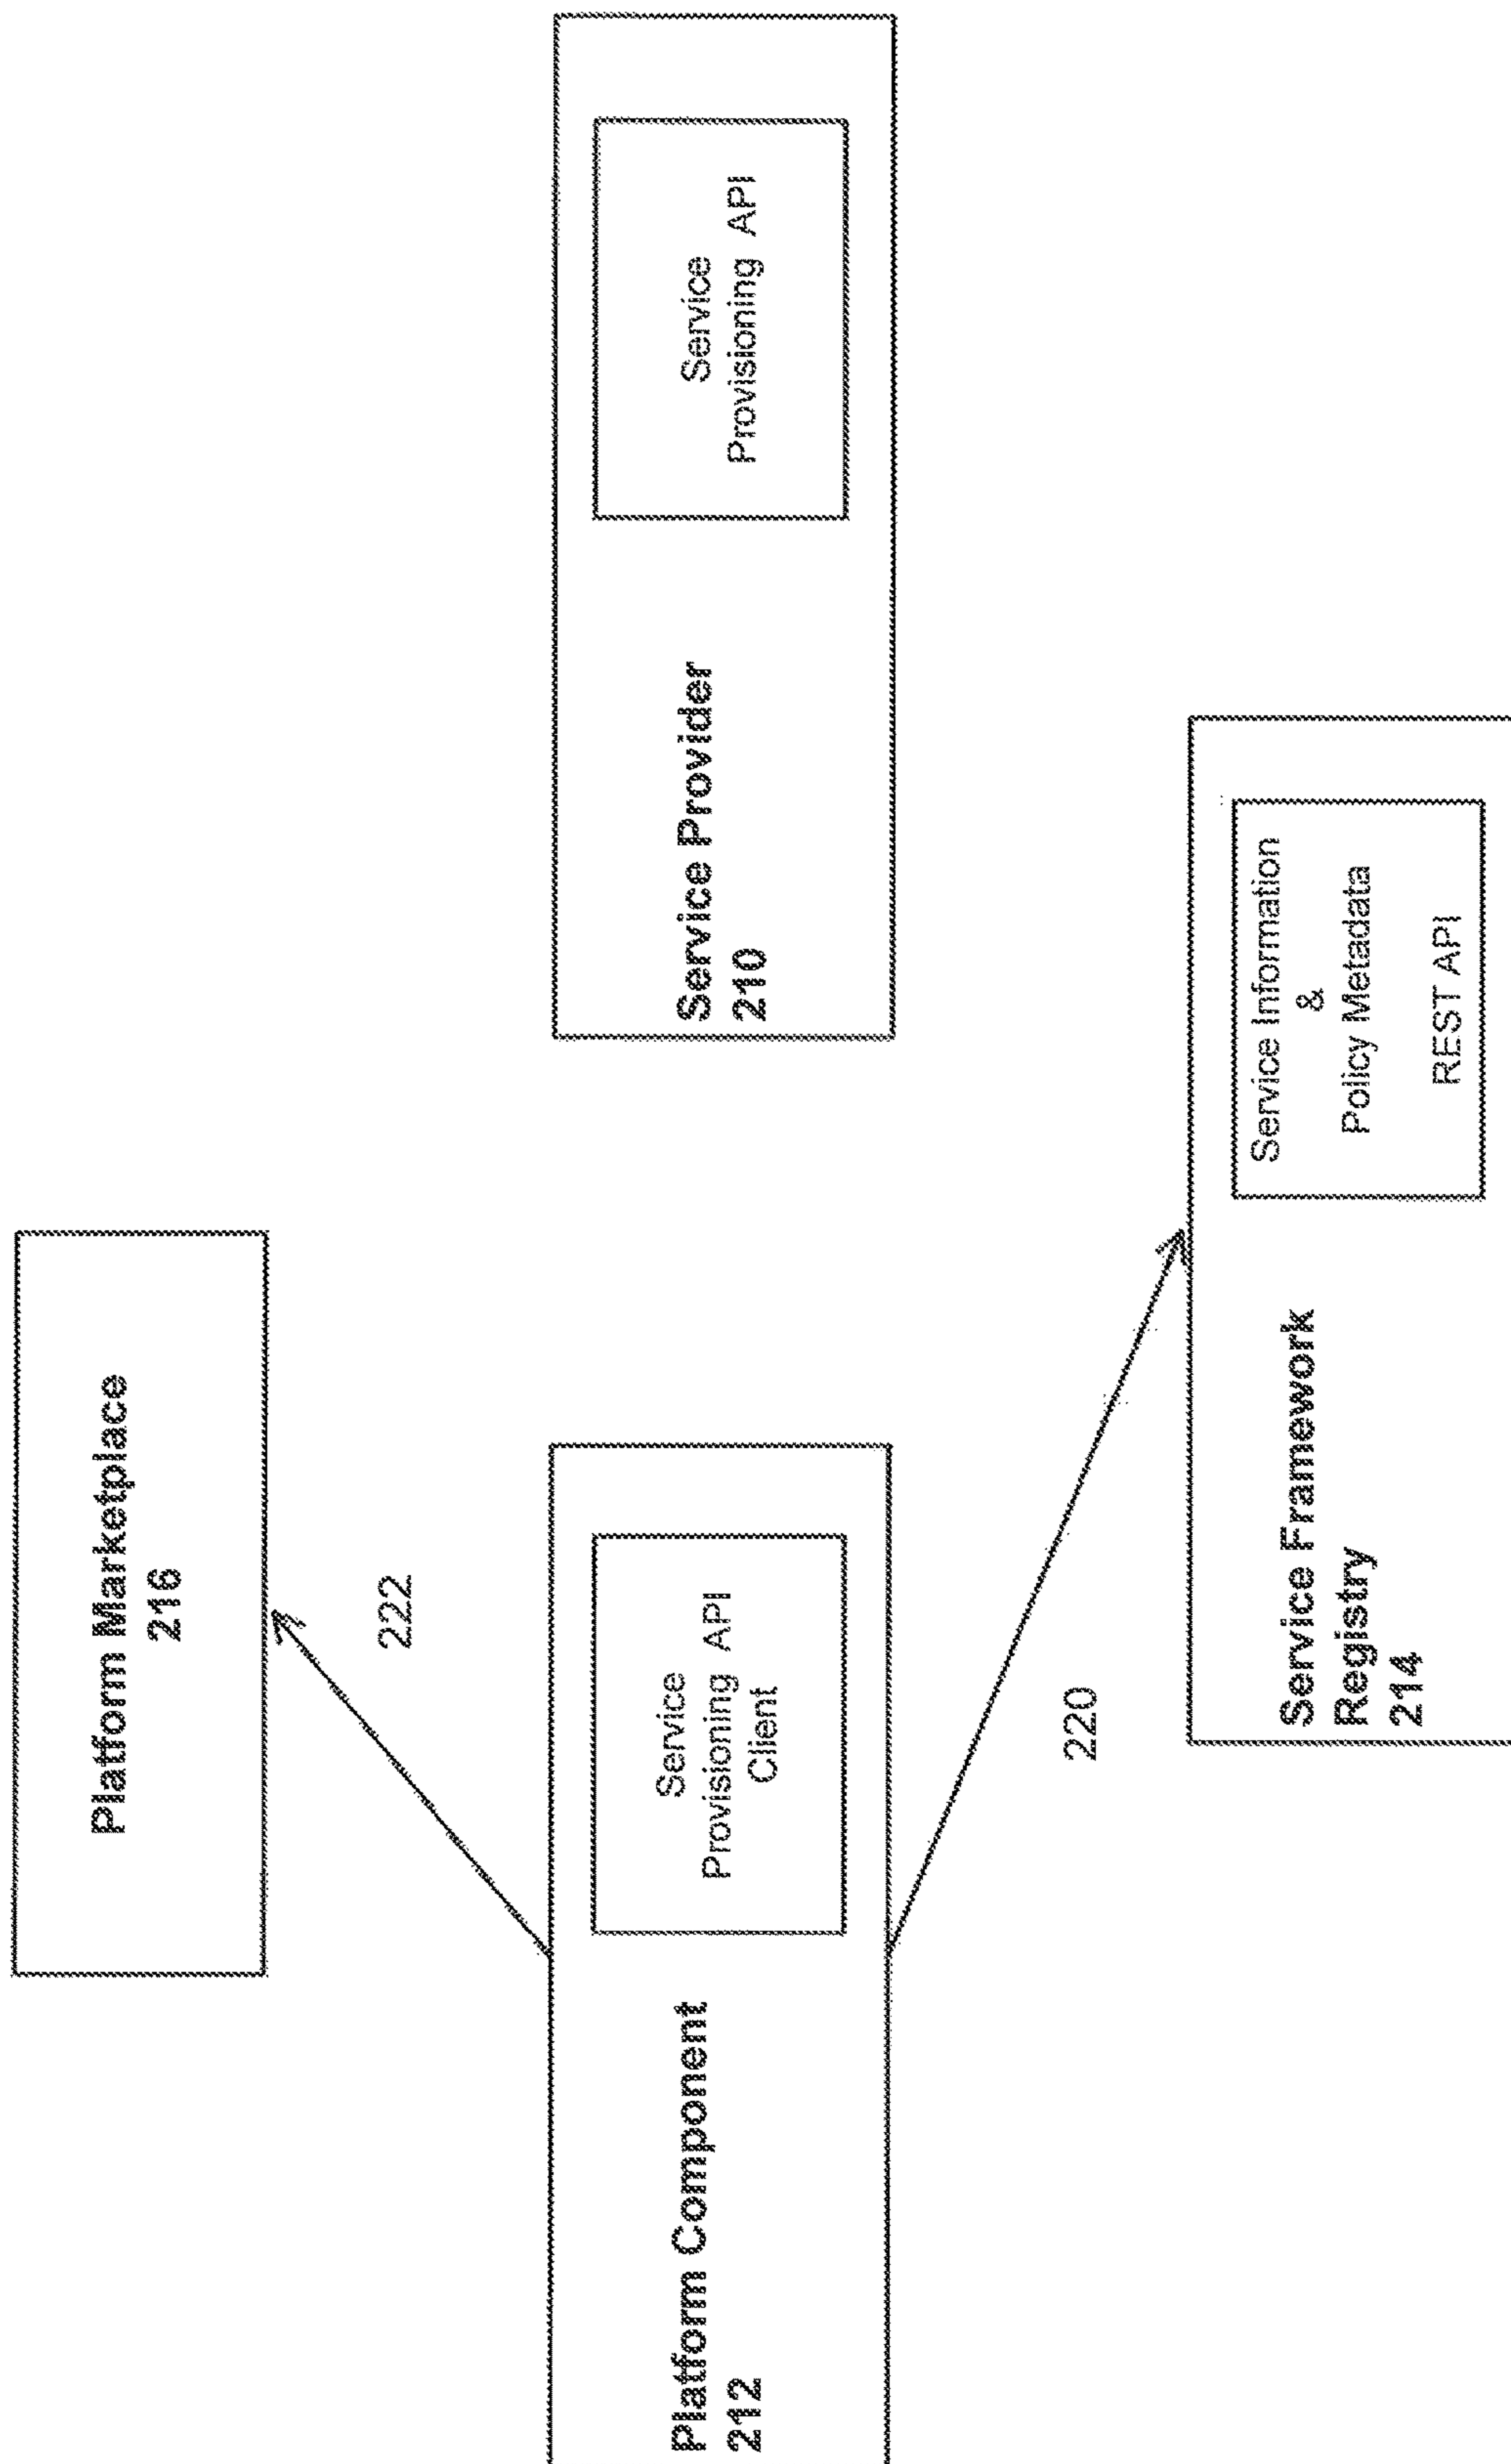 Platform Marketplace
216
222
Platform Component
212
Service
Provisioning API
Client
Service Provider
210
Service
Provisioning API
220
Service Framework
Registry
214
Service Information
&
Policy Metadata
REST API